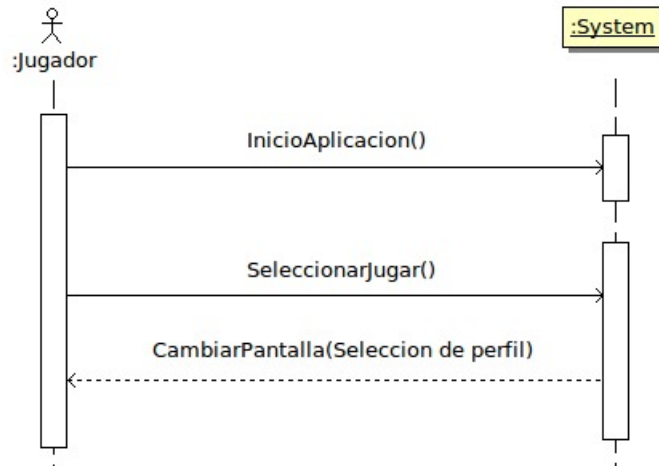 :Jugador
:System
InicioAplicacion()
SeleccionarJugar()
CambiarPantalla(Seleccion de perfil)